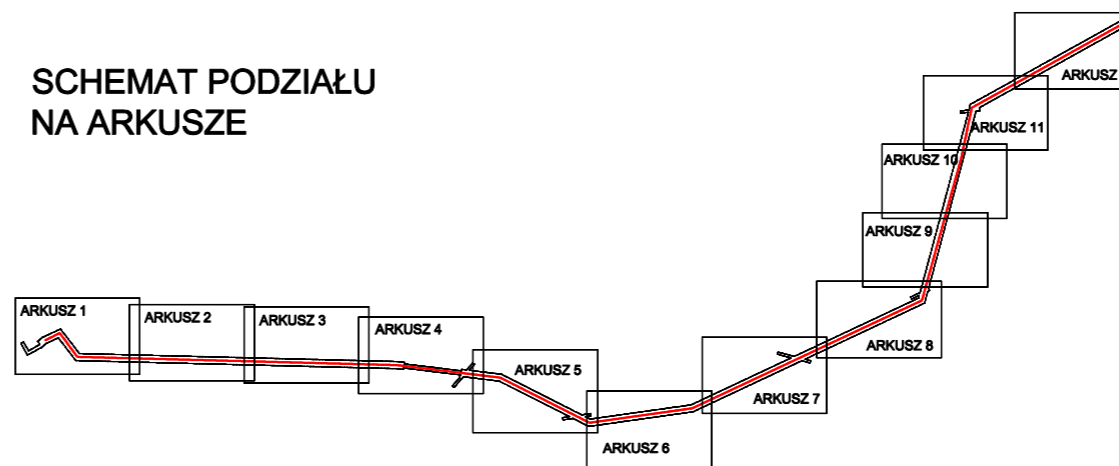 SCHEMAT PODZIAŁU
NA ARKUSZE
ARKUSZ 1
ARKUSZ 2
ARKUSZ 3
ARKUSZ 4
ARKUSZ 5
ARKUSZ 6
ARKUSZ 7
ARKUSZ 8
ARKUSZ 9
ARKUSZ 10
ARKUSZ 11
ARKUSZ